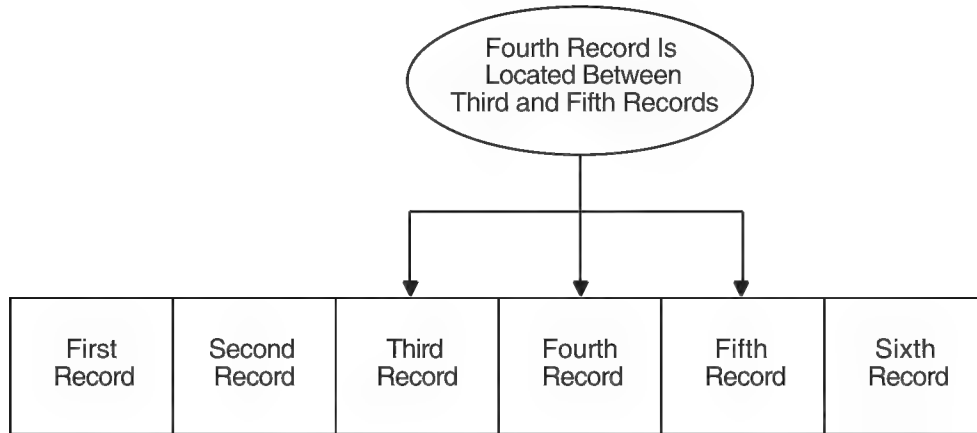 Fourth Record Is
Located Between
Third and Fifth Records
First
Record
Second
Record
Third
Record
Fourth
Record
Fifth
Record
Sixth
Record